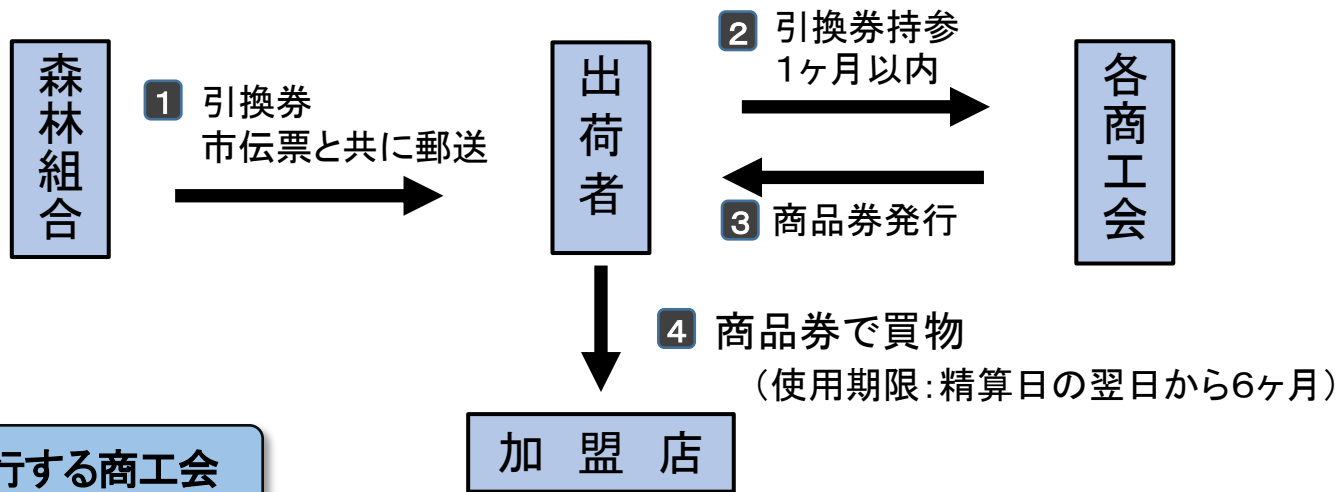 森林組合
1 引換券
市伝票と共に郵送
出荷者
2 引換券持参
1ヶ月以内
各商工会
3 商品券発行
4 商品券で買物
（使用期限：精算日の翌日から6ヶ月）
加盟店
行する商工会